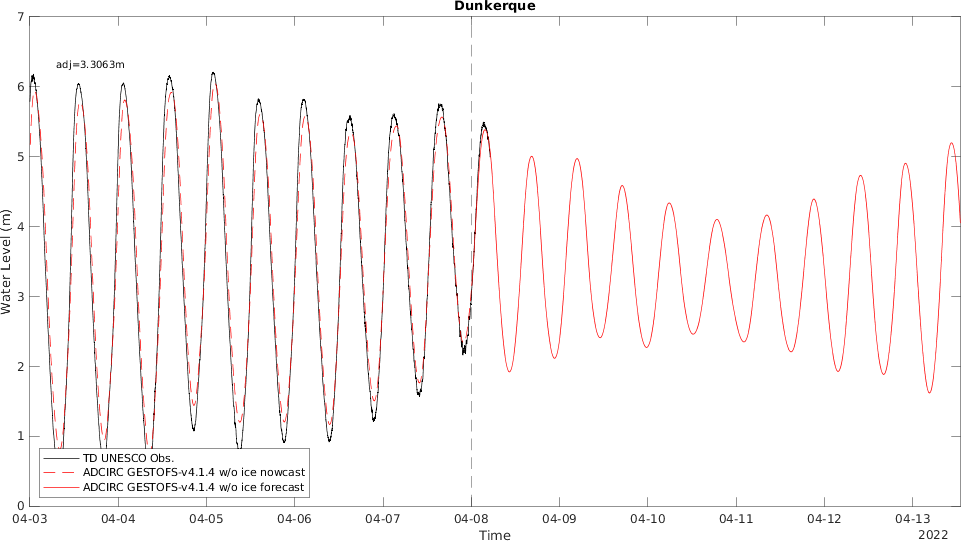 Dunkerque
adj=3.3063m
Water Level (m)
7
6
5
4
3
2
1
0
TD UNESCO Obs.
ADCIRC GESTOFS-v4.1.4 w/o ice nowcast
ADCIRC GESTOFS-v4.1.4 w/o ice forecast
04-03 04-04 04-05 04-06 04-07 04-08 04-09 04-10 04-11 04-12 04-13
Time
2022